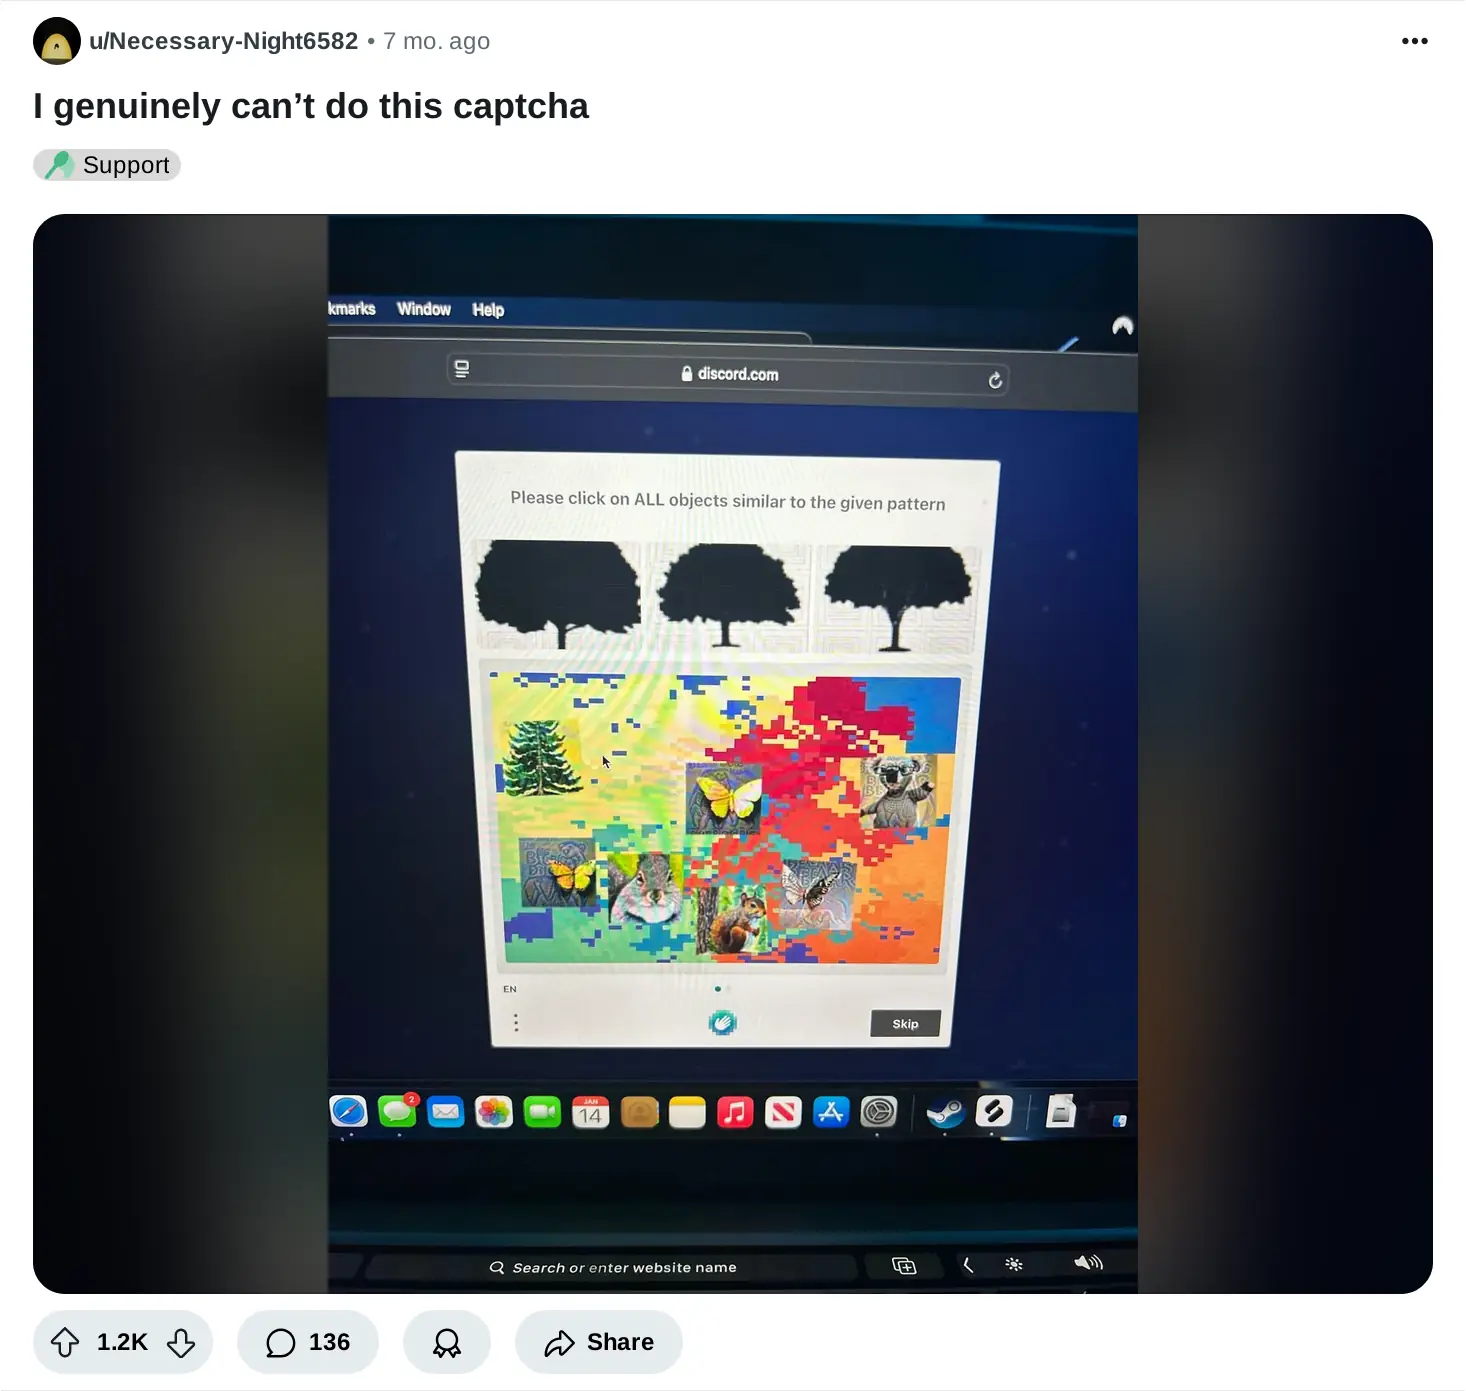 u/Necessary-Night6582 • 7 mo. ago
I genuinely can’t do this captcha
Support
kmarks Window Help
discord.com
Please click on ALL objects similar to the given pattern
EN
Skip
2
JAN
14
Search or enter website name
1.2K
136
Share